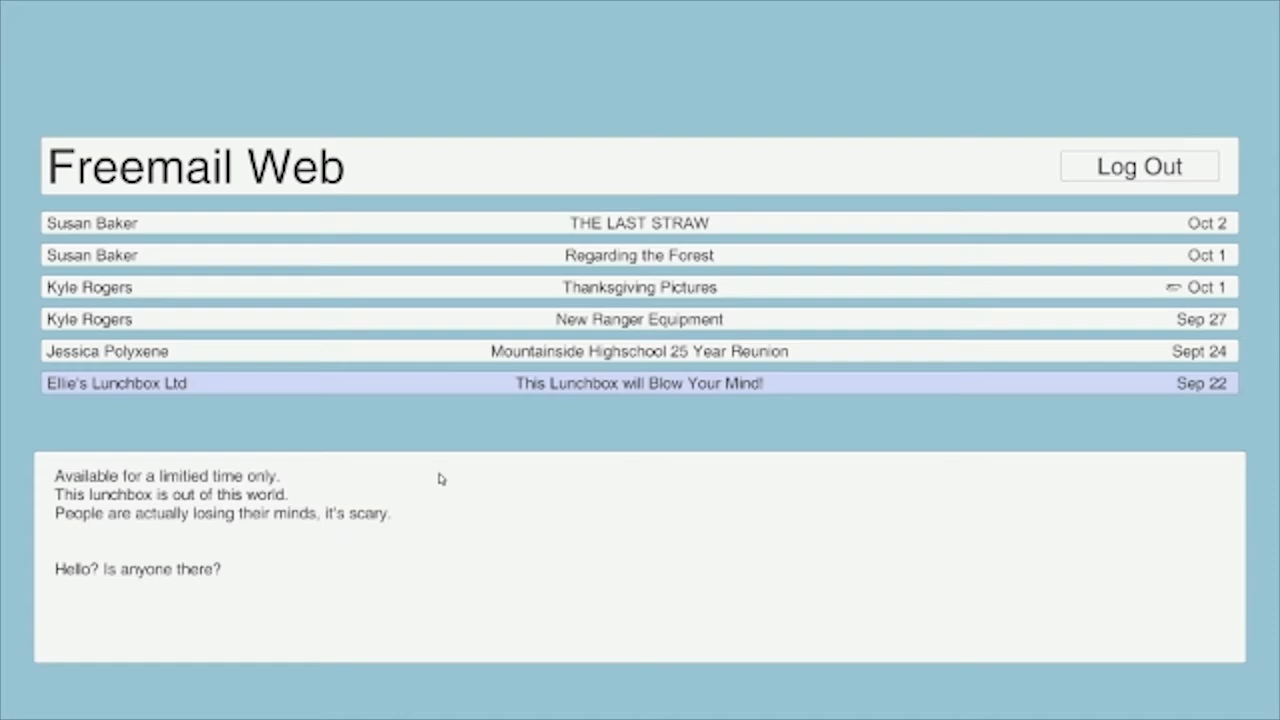 Freemail Web
Log Out
Susan Baker THE LAST STRAW Oct 2
Susan Baker Regarding the Forest Oct 1
Kyle Rogers Thanksgiving Pictures Oct 1
Kyle Rogers New Ranger Equipment Sep 27
Jessica Polyxene Mountainside Highschool 25 Year Reunion Sept 24
Ellie's Lunchbox Ltd This Lunchbox will Blow Your Mind! Sep 22
Available for a limitied time only.
This lunchbox is out of this world.
People are actually losing their minds, it's scary.
Hello? Is anyone there?